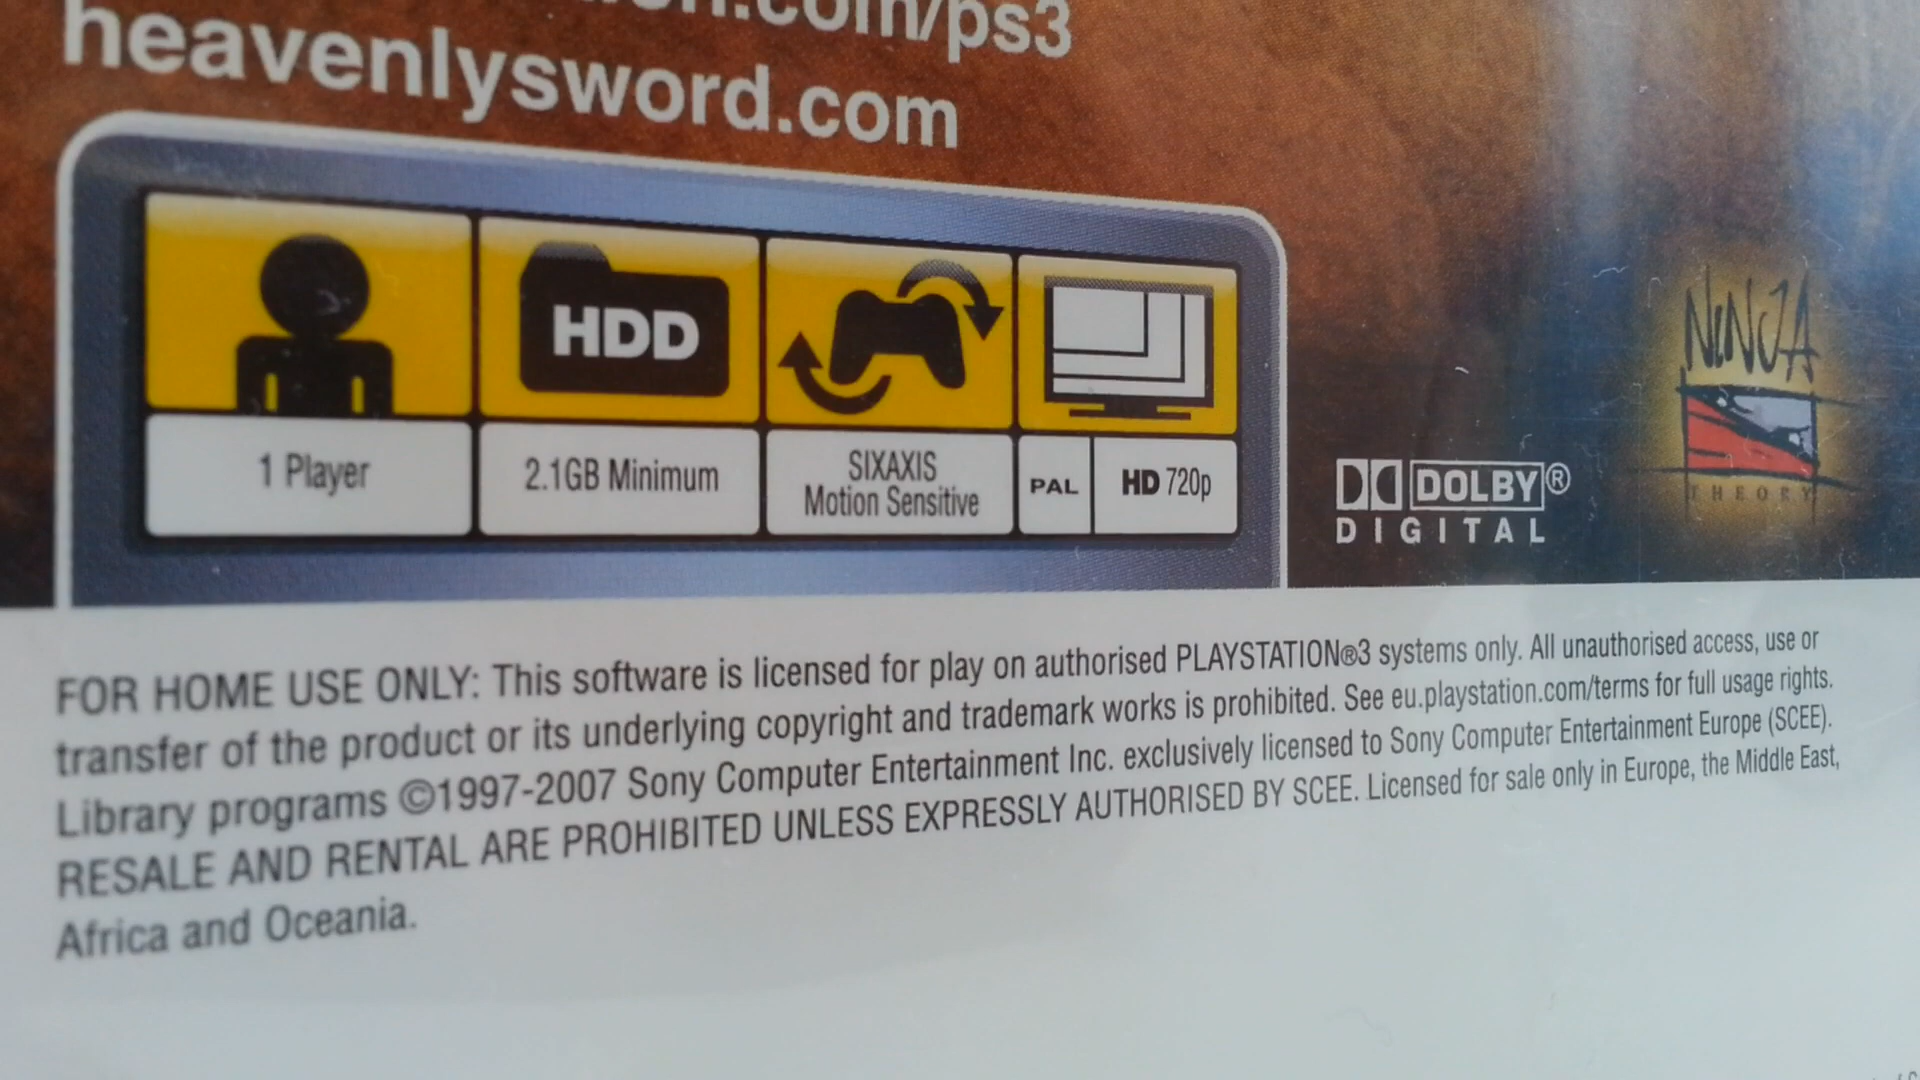 .com/ps3
heavenlysword.com
HDD
1 Player
2.1GB Minimum
SIXAXIS
Motion Sensitive
PAL
HD 720p
DOLBY®
DIGITAL
NINJA
THEORY
FOR HOME USE ONLY: This software is licensed for play on authorised PLAYSTATION®3 systems only. All unauthorised access, use or
transfer of the product or its underlying copyright and trademark works is prohibited. See eu.playstation.com/terms for full usage rights.
Library programs ©1997-2007 Sony Computer Entertainment Inc. exclusively licensed to Sony Computer Entertainment Europe (SCEE).
RESALE AND RENTAL ARE PROHIBITED UNLESS EXPRESSLY AUTHORISED BY SCEE. Licensed for sale only in Europe, the Middle East,
Africa and Oceania.